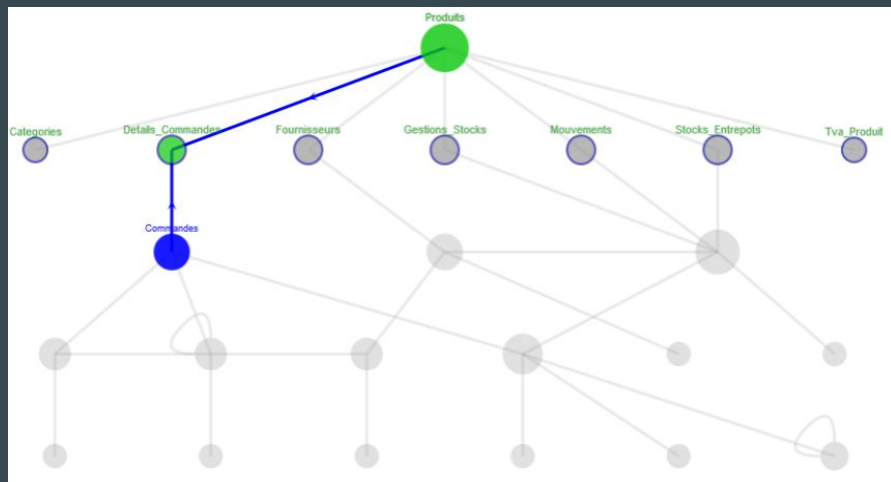 Produits
Categories
Details_Commandes
Fournisseurs
Gestions_Stocks
Mouvements
Stocks_Entrepots
Tva_Produit
Commandes